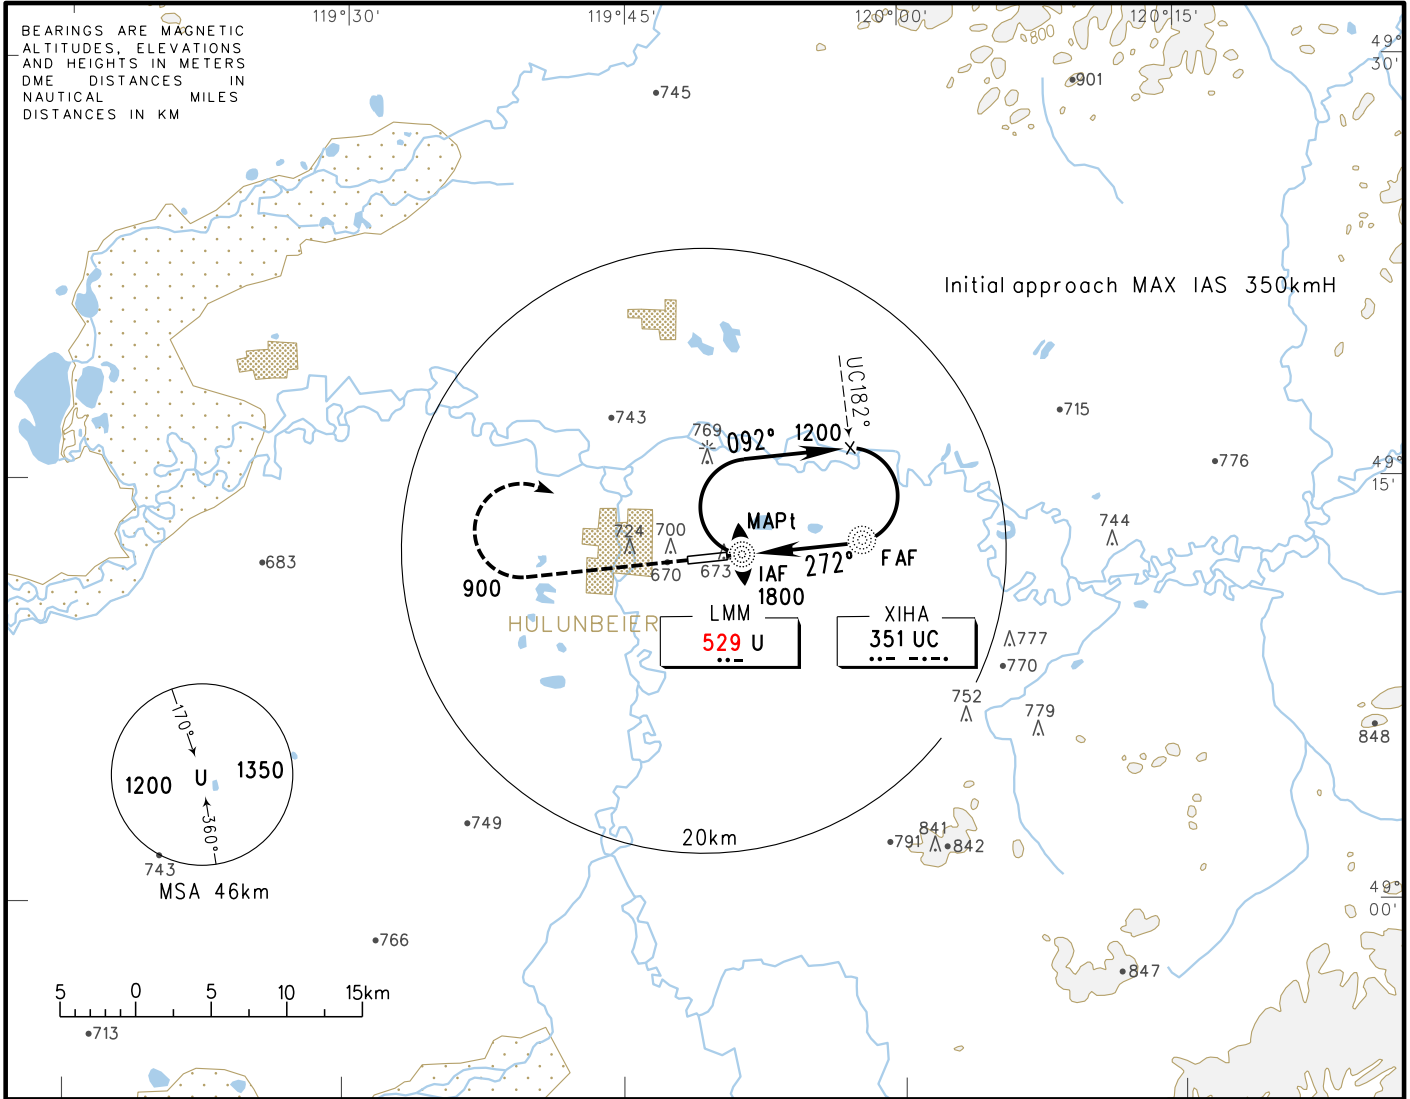 119°30'
119°45'
120°00'
120°15'
BEARINGS ARE MAGNETIC
ALTITUDES, ELEVATIONS
AND HEIGHTS IN METERS
DME DISTANCES IN
NAUTICAL MILES
DISTANCES IN KM
49°
30'
800
901
745
Initial approach MAX IAS 350kmH
UC182°
715
743
769
092°
1200
776
49°
15'
724
700
MAPt
744
683
670
673
272°
FAF
IAF
1800
900
HULUNBEIER
LMM
529 U
XIHA
351 UC
777
770
752
779
848
170°
1200
U
1350
360°
743
MSA 46km
749
20km
791
841
842
49°
00'
766
847
5 0 5 10 15km
713